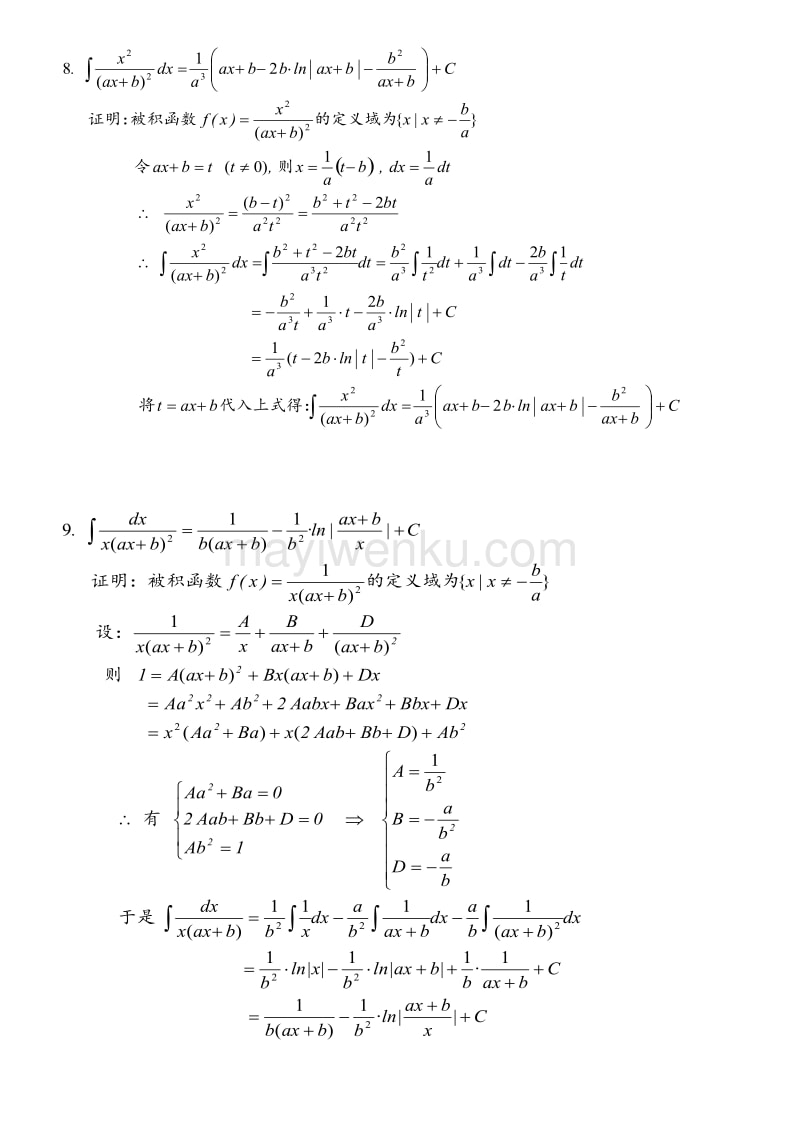 8. ∫ x²/(ax+b)² dx = 1/a³ (ax+b−2b·ln|ax+b|−b²/(ax+b))+C
证明:被积函数 f(x)=x²/(ax+b)² 的定义域为{x|x≠−b/a}
令ax+b=t (t≠0),则x=1/a(t−b), dx=1/a dt
∴ x²/(ax+b)²=(b−t)²/a²t²=b²+t²−2bt/a²t²
∴ ∫ x²/(ax+b)² dx=∫ b²+t²−2bt/a³t² dt=b²/a³ ∫ 1/t² dt+1/a³ ∫ dt−2b/a³ ∫ 1/t dt
=−b²/a³t+1/a³·t−2b/a³·ln|t|+C
=1/a³(t−2b·ln|t|−b²/t)+C
将t=ax+b代入上式得:∫ x²/(ax+b)² dx=1/a³ (ax+b−2b·ln|ax+b|−b²/(ax+b))+C
9. ∫ dx/x(ax+b)²=1/b(ax+b)−1/b²·ln|(ax+b)/x|+C
mayiwenku.com
证明: 被积函数 f(x)=1/x(ax+b)² 的定义域为{x|x≠−b/a}
设: 1/x(ax+b)²=A/x+B/(ax+b)+D/(ax+b)²
则 1=A(ax+b)²+Bx(ax+b)+Dx
=Aa²x²+Ab²+2Aabx+Bax²+Bbx+Dx
=x²(Aa²+Ba)+x(2Aab+Bb+D)+Ab²
∴ 有 {Aa²+Ba=0 2Aab+Bb+D=0 Ab²=1 ⇒ {A=1/b² B=−a/b² D=−a/b
于是 ∫ dx/x(ax+b)=1/b² ∫ 1/x dx−a/b² ∫ 1/(ax+b) dx−a/b ∫ 1/(ax+b)² dx
=1/b²·ln|x|−1/b²·ln|ax+b|+1/b·1/(ax+b)+C
=1/b(ax+b)−1/b²·ln|(ax+b)/x|+C